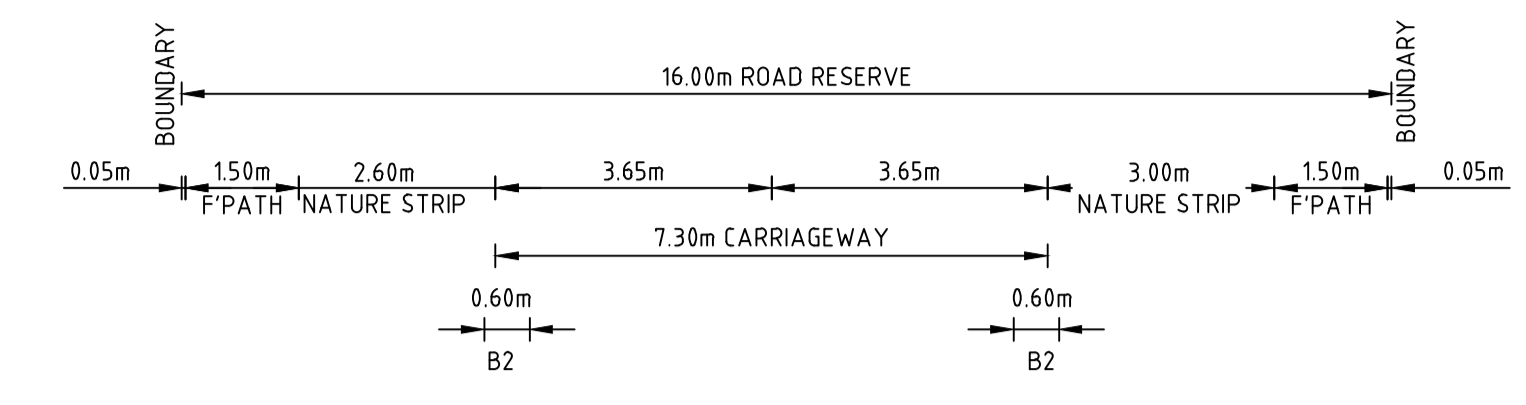 BOUNDARY
16.00m ROAD RESERVE
BOUNDARY
0.05m
1.50m
2.60m
3.65m
3.65m
3.00m
1.50m
0.05m
F'PATH
NATURE STRIP
NATURE STRIP
F'PATH
7.30m CARRIAGEWAY
0.60m
0.60m
B2
B2